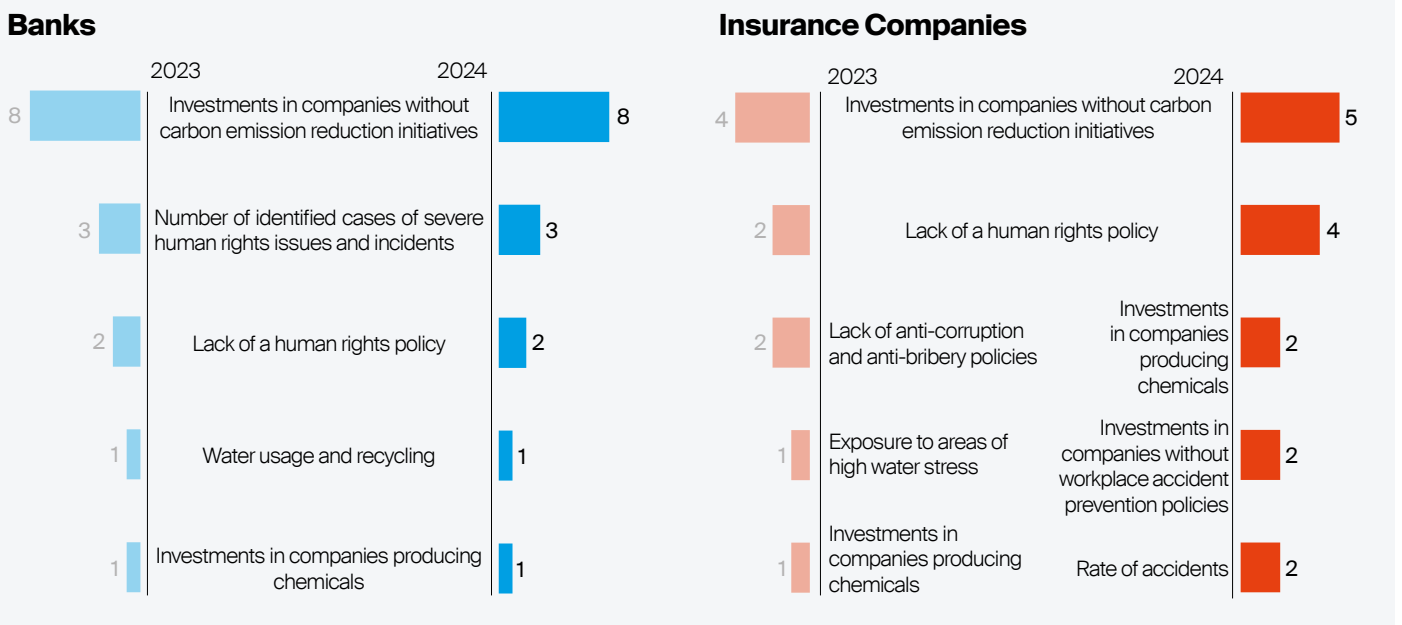 Banks
2023
2024
8
Investments in companies without
carbon emission reduction initiatives
8
3
Number of identified cases of severe
human rights issues and incidents
3
2
Lack of a human rights policy
2
1
Water usage and recycling
1
1
Investments in companies producing
chemicals
1
Insurance Companies
2023
2024
4
Investments in companies without carbon
emission reduction initiatives
5
2
Lack of a human rights policy
4
2
Lack of anti-corruption
and anti-bribery policies
Investments
in companies
producing
chemicals
2
1
Exposure to areas of
high water stress
Investments in
companies without
workplace accident
prevention policies
2
1
Investments in
companies producing
chemicals
Rate of accidents
2